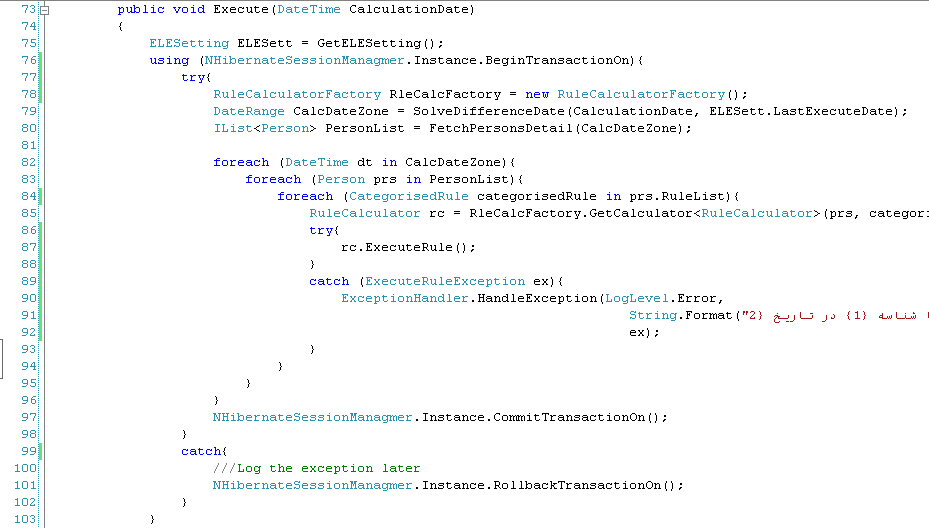 73 public void Execute(DateTime CalculationDate)
74 {
75 ELESetting ELESett = GetELESetting();
76 using (NHibernateSessionManagmer.Instance.BeginTransactionOn){
77 try{
78 RuleCalculatorFactory RleCalcFactory = new RuleCalculatorFactory();
79 DateRange CalcDateZone = SolveDifferenceDate(CalculationDate, ELESett.LastExecuteDate);
80 IList<Person> PersonList = FetchPersonsDetail(CalcDateZone);
81
82 foreach (DateTime dt in CalcDateZone){
83 foreach (Person prs in PersonList){
84 foreach (CategorisedRule categorisedRule in prs.RuleList){
85 RuleCalculator rc = RleCalcFactory.GetCalculator<RuleCalculator>(prs, categori
86 try{
87 rc.ExecuteRule();
88 }
89 catch (ExecuteRuleException ex){
90 ExceptionHandler.HandleException(LogLevel.Error,
91 String.Format("2} شناسه {1} در تاريخ
92 ex);
93 }
94 }
95 }
96 }
97 NHibernateSessionManagmer.Instance.CommitTransactionOn();
98 }
99 catch{
100 ///Log the exception later
101 NHibernateSessionManagmer.Instance.RollbackTransactionOn();
102 }
103 }